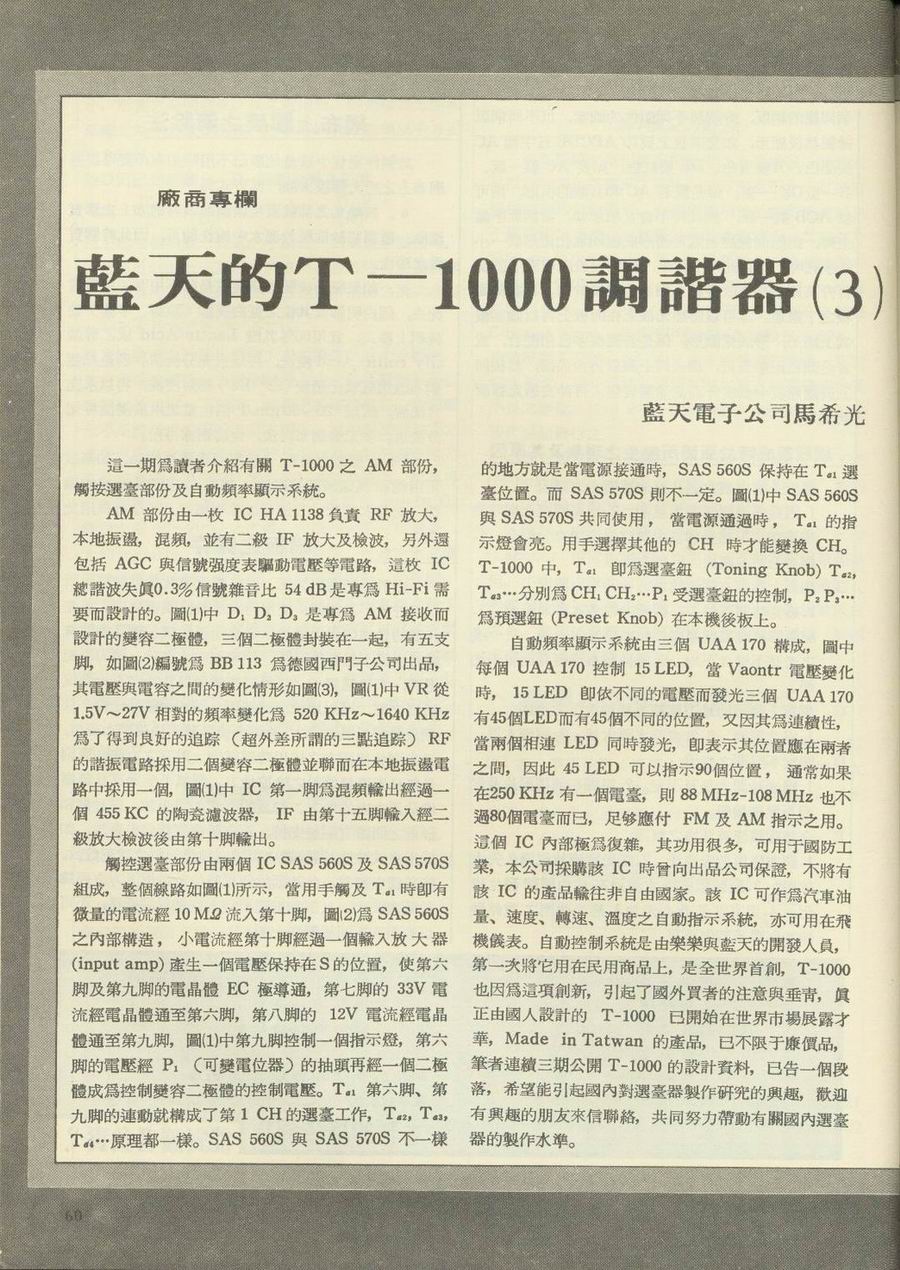 廠商專欄
藍天的T－1000調諧器(3)
藍天電子公司馬希光
這一期爲讀者介紹有關 T-1000 之 AM 部份，
觸按選臺部份及自動頻率顯示系統。
AM 部份由一枚 IC HA 1138 負責 RF 放大，
本地振盪，混頻，並有二級 IF 放大及檢波，另外還
包括 AGC 與信號强度表驅動電壓等電路，這枚 IC
總諧波失眞0.3%信號雜音比 54 dB是專爲 Hi-Fi 需
要而設計的。圖(1)中 D₁ D₂ D₃ 是專爲 AM 接收而
設計的變容二極體，三個二極體封裝在一起，有五支
脚，如圖(2)編號爲 BB 113 爲德國西門子公司出品，
其電壓與電容之間的變化情形如圖(3)，圖(1)中 VR 從
1.5V～27V 相對的頻率變化爲 520 KHz～1640 KHz
爲了得到良好的追踪（超外差所謂的三點追踪）RF
的諧振電路採用二個變容二極體並聯而在本地振盪電
路中採用一個，圖(1)中 IC 第一脚爲混頻輸出經過一
個 455 KC 的陶瓷濾波器， IF 由第十五脚輸入經二
級放大檢波後由第十脚輸出。
觸控選臺部份由兩個 IC SAS 560S 及 SAS 570S
組成，整個線路如圖(1)所示，當用手觸及 Ta1 時卽有
微量的電流經 10 MΩ 流入第十脚，圖(2)爲 SAS 560S
之內部構造，小電流經第十脚經過一個輸入放大器
(input amp) 產生一個電壓保持在 S 的位置，使第六
脚及第九脚的電晶體 EC 極導通，第七脚的 33V 電
流經電晶體通至第六脚，第八脚的 12V 電流經電晶
體通至第九脚，圖(1)中第九脚控制一個指示燈，第六
脚的電壓經 P₁ （可變電位器）的抽頭再經一個二極
體成爲控制變容二極體的控制電壓。Ta1 第六脚、第
九脚的連動就構成了第 1 CH 的選臺工作，Ta2，Ta3，
Ta4…原理都一樣。SAS 560S 與 SAS 570S 不一樣
的地方就是當電源接通時，SAS 560S 保持在 Ta1 選
臺位置。而 SAS 570S 則不一定。圖(1)中 SAS 560S
與 SAS 570S 共同使用，當電源通過時，Ta1 的指
示燈會亮。用手選擇其他的 CH 時才能變換 CH。
T-1000 中，Ta1 卽爲選臺鈕 (Toning Knob) Ta2，
Ta3…分別爲 CH₁ CH₂…P₁ 受選臺鈕的控制，P₂ P₃…
爲預選鈕 (Preset Knob) 在本機後板上。
自動頻率顯示系統由三個 UAA 170 構成，圖中
每個 UAA 170 控制 15 LED，當 Vaontr 電壓變化
時， 15 LED 卽依不同的電壓而發光三個 UAA 170
有45個LED而有45個不同的位置，又因其爲連續性，
當兩個相連 LED 同時發光，卽表示其位置應在兩者
之間，因此 45 LED 可以指示90個位置，通常如果
在250 KHz 有一個電臺，則 88 MHz-108 MHz 也不
過80個電臺而已，足够應付 FM 及 AM 指示之用。
這個 IC 內部極爲復雜，其功用很多，可用于國防工
業，本公司採購該 IC 時曾向出品公司保證，不將有
該 IC 的產品輸往非自由國家。該 IC 可作爲汽車油
量、速度、轉速、溫度之自動指示系統，亦可用在飛
機儀表。自動控制系統是由樂樂與藍天的開發人員，
第一次將它用在民用商品上，是全世界首創，T-1000
也因爲這項創新，引起了國外買者的注意與垂靑，眞
正由國人設計的 T-1000 已開始在世界市場展露才
華，Made in Tatwan 的產品，已不限于廉價品，
筆者連續三期公開 T-1000 的設計資料，已告一個段
落，希望能引起國內對選臺器製作研究的興趣，歡迎
有興趣的朋友來信聯絡，共同努力帶動有關國內選臺
器的製作水準。
60